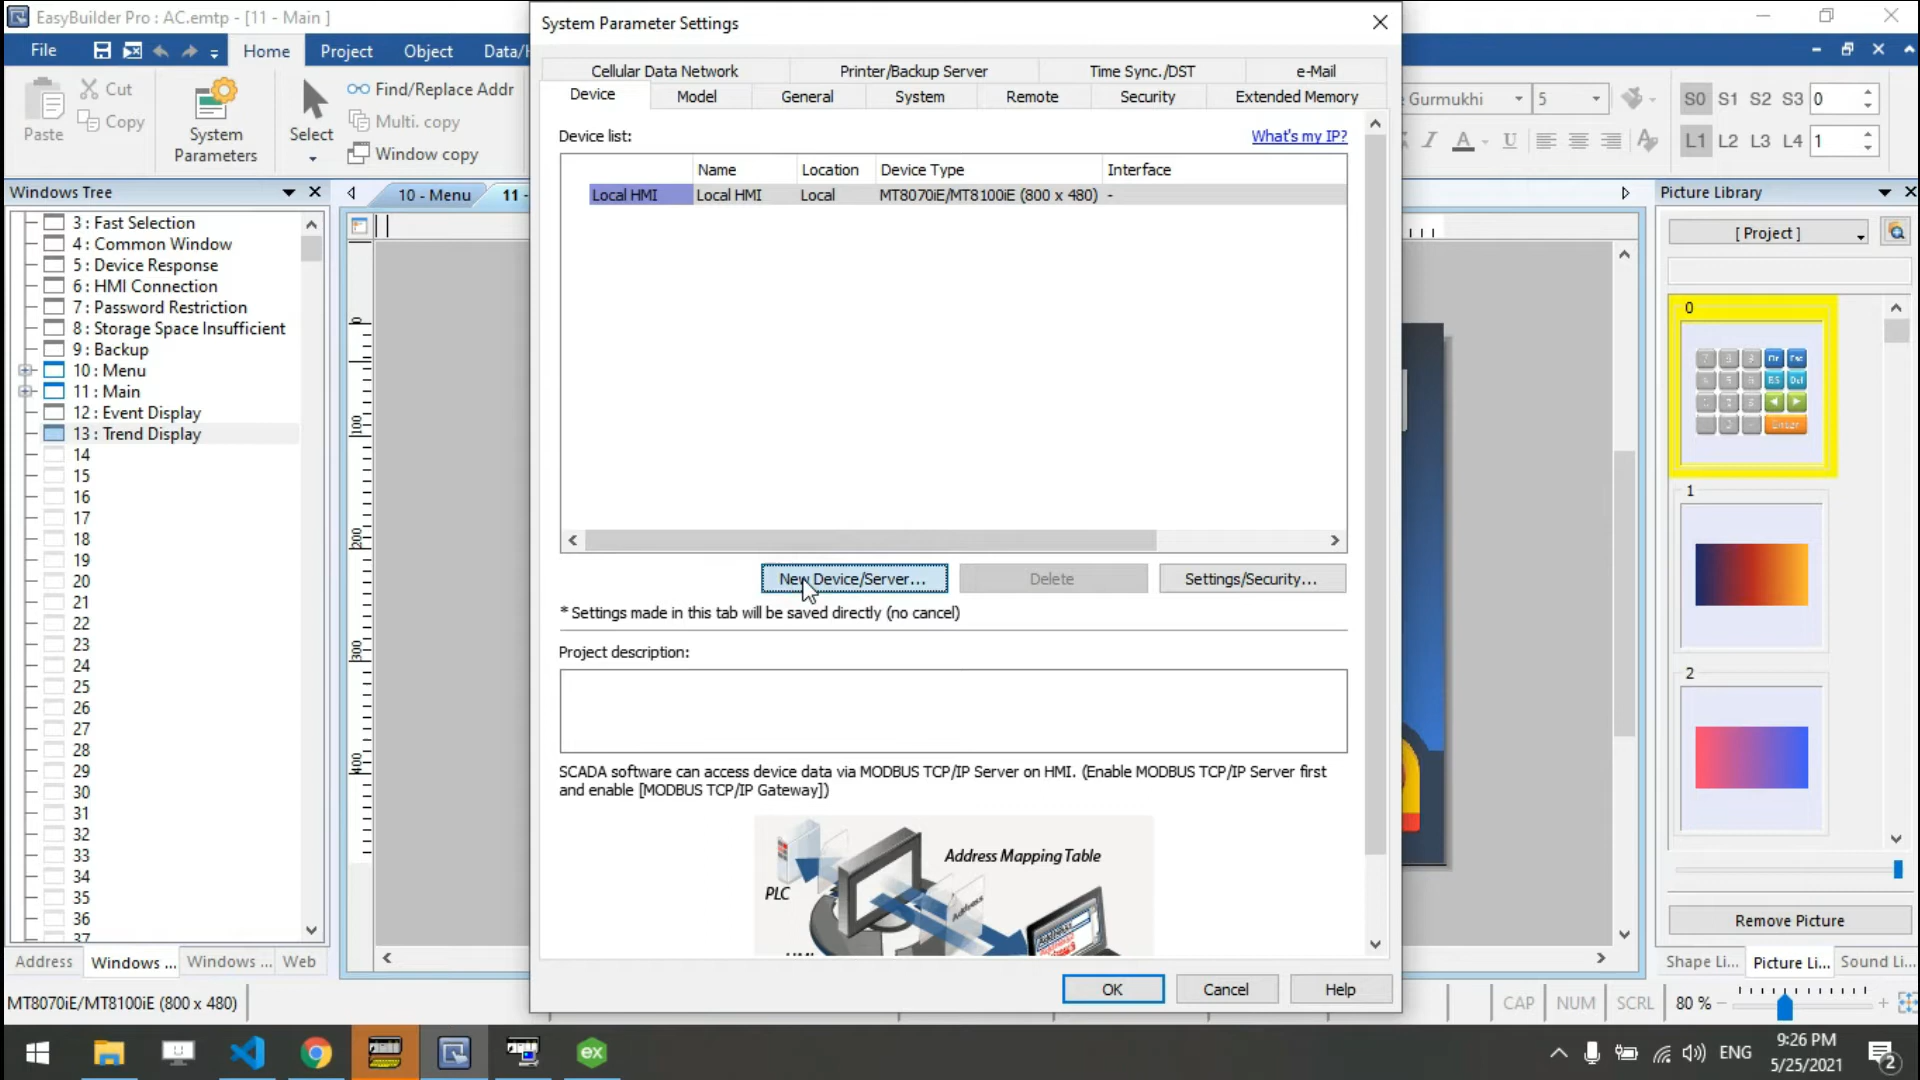 EasyBuilder Pro : AC.emtp - [11 - Main ]
File Home Project Object
Cut
Copy
Paste
System Parameters
Select
Find/Replace Addr
Multi. copy
Window copy
Gurmukhi 5
S0 S1 S2 S3 0
L1 L2 L3 L4 1
Windows Tree
3 : Fast Selection
4 : Common Window
5 : Device Response
6 : HMI Connection
7 : Password Restriction
8 : Storage Space Insufficient
9 : Backup
10 : Menu
11 : Main
12 : Event Display
13 : Trend Display
14
15
16
17
18
19
20
21
22
23
24
25
26
27
28
29
30
31
32
33
34
35
36
37
Address Windows ... Windows ... Web
10 - Menu 11 -
0
100
200
300
400
System Parameter Settings
Cellular Data Network Printer/Backup Server Time Sync./DST e-Mail
Device Model General System Remote Security Extended Memory
Device list: What's my IP?
Name Location Device Type Interface
Local HMI Local HMI Local MT8070iE/MT8100iE (800 x 480) -
New Device/Server... Delete Settings/Security...
* Settings made in this tab will be saved directly (no cancel)
Project description:
SCADA software can access device data via MODBUS TCP/IP Server on HMI. (Enable MODBUS TCP/IP Server first
and enable [MODBUS TCP/IP Gateway])
Address Mapping Table
PLC
Address
OK Cancel Help
Picture Library
[ Project ]
0
1
2
Remove Picture
Shape Li... Picture Li... Sound Li...
MT8070iE/MT8100iE (800 x 480) CAP NUM SCRL 80 %
ex
ENG
9:26 PM
5/25/2021
2